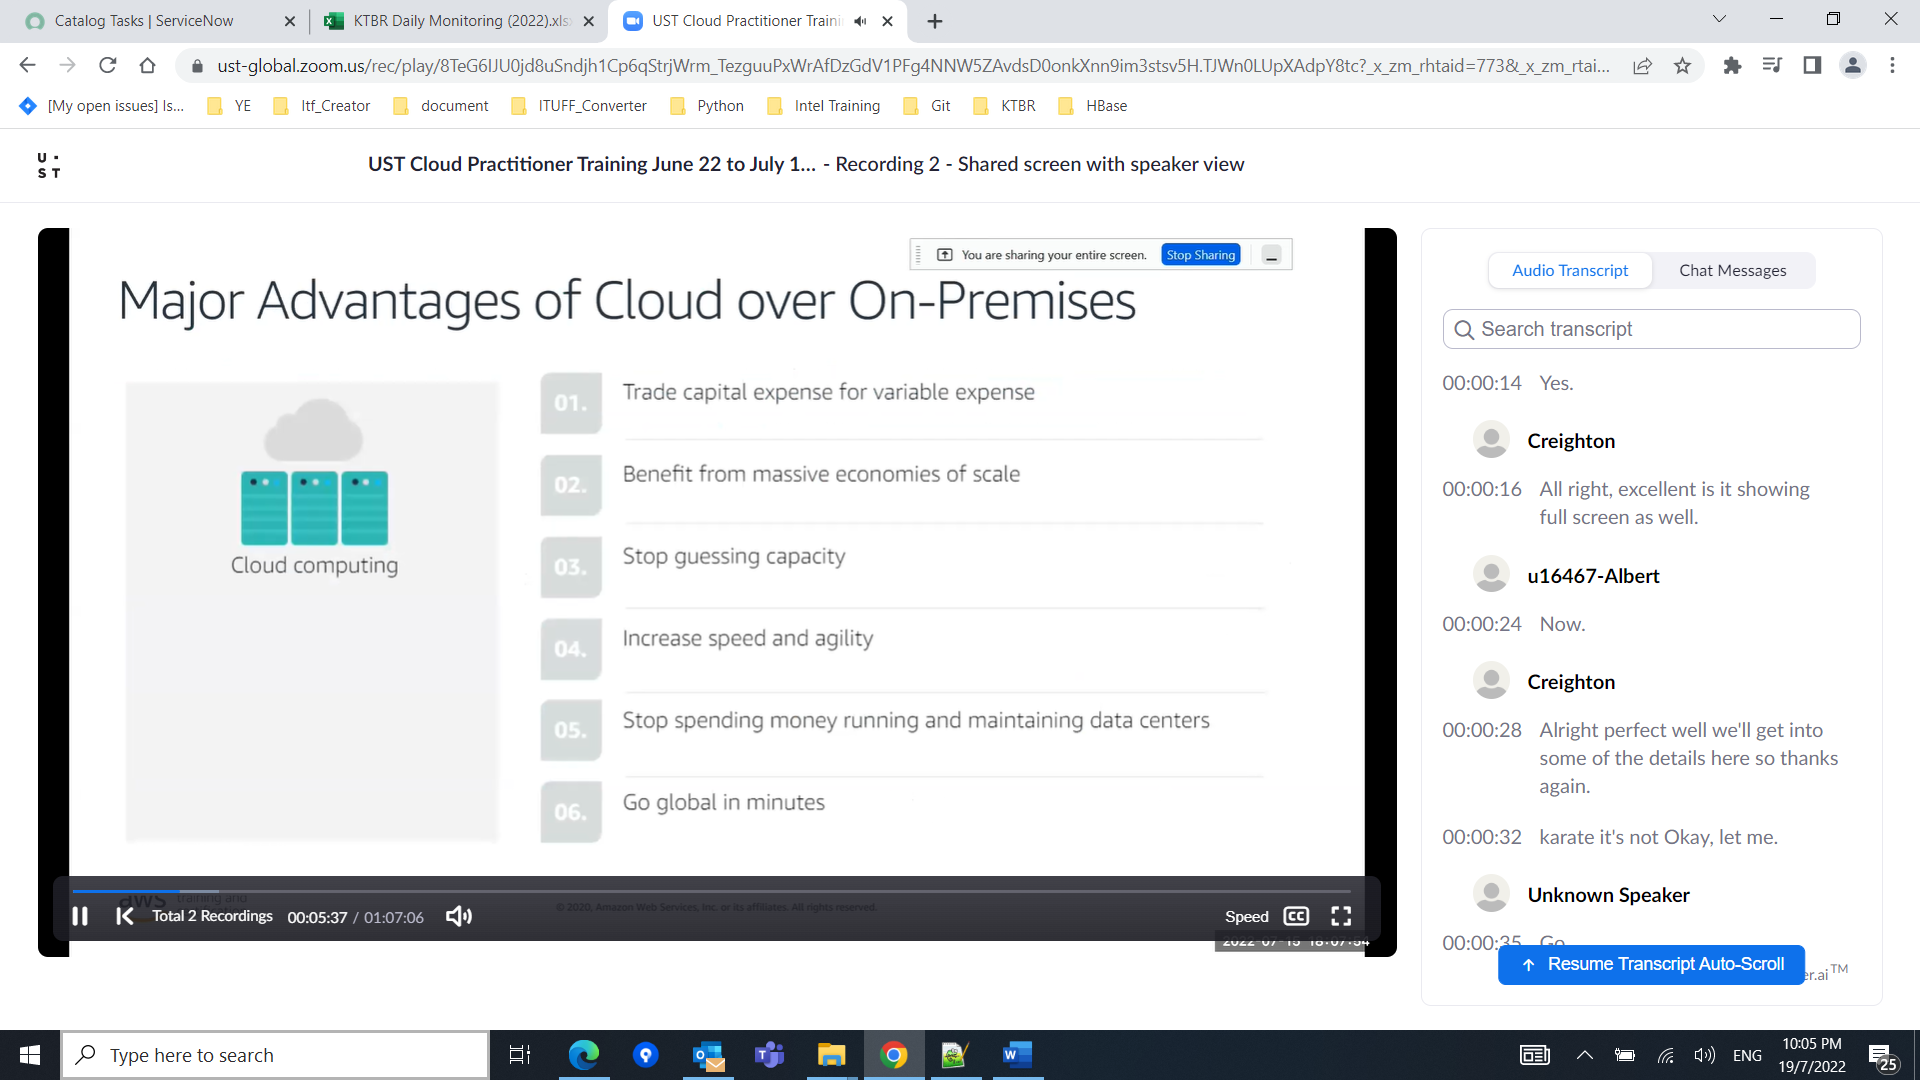 Catalog Tasks | ServiceNow
KTBR Daily Monitoring (2022).xls
UST Cloud Practitioner Traini
ust-global.zoom.us/rec/play/8TeG6IJU0jd8uSndjh1Cp6qStrjWrm_TezguuPxWrAfDzGdV1PFg4NNW5ZAvdsD0onkXnn9im3stsv5H.TJWn0LUpXAdpY8tc?_x_zm_rhtaid=773&_x_zm_rtai...
[My open issues] Is...
YE
Itf_Creator
document
ITUFF_Converter
Python
Intel Training
Git
KTBR
HBase
U·
ST
UST Cloud Practitioner Training June 22 to July 1... - Recording 2 - Shared screen with speaker view
You are sharing your entire screen.
Stop Sharing
Major Advantages of Cloud over On-Premises
Cloud computing
01.
Trade capital expense for variable expense
02.
Benefit from massive economies of scale
03.
Stop guessing capacity
04.
Increase speed and agility
05.
Stop spending money running and maintaining data centers
06.
Go global in minutes
aws
training and
© 2020, Amazon Web Services, Inc. or its affiliates. All rights reserved.
Total 2 Recordings
00:05:37 / 01:07:06
Speed
CC
2022-07-15 18:07:54
Audio Transcript
Chat Messages
Search transcript
00:00:14 Yes.
Creighton
00:00:16 All right, excellent is it showing
full screen as well.
u16467-Albert
00:00:24 Now.
Creighton
00:00:28 Alright perfect well we'll get into
some of the details here so thanks
again.
00:00:32 karate it's not Okay, let me.
Unknown Speaker
00:00:35 Go
Resume Transcript Auto-Scroll
er.ai™
Type here to search
ENG
10:05 PM
19/7/2022
25